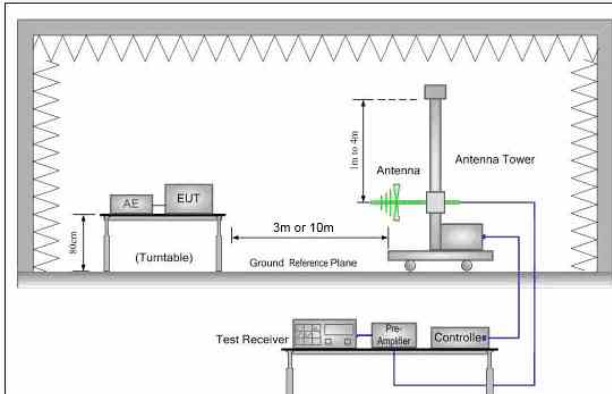 1m to 4m
Antenna
Antenna Tower
AE
EUT
80cm
3m or 10m
(Turntable)
Ground Reference Plane
Test Receiver
Pre-
Amplifier
Controlle